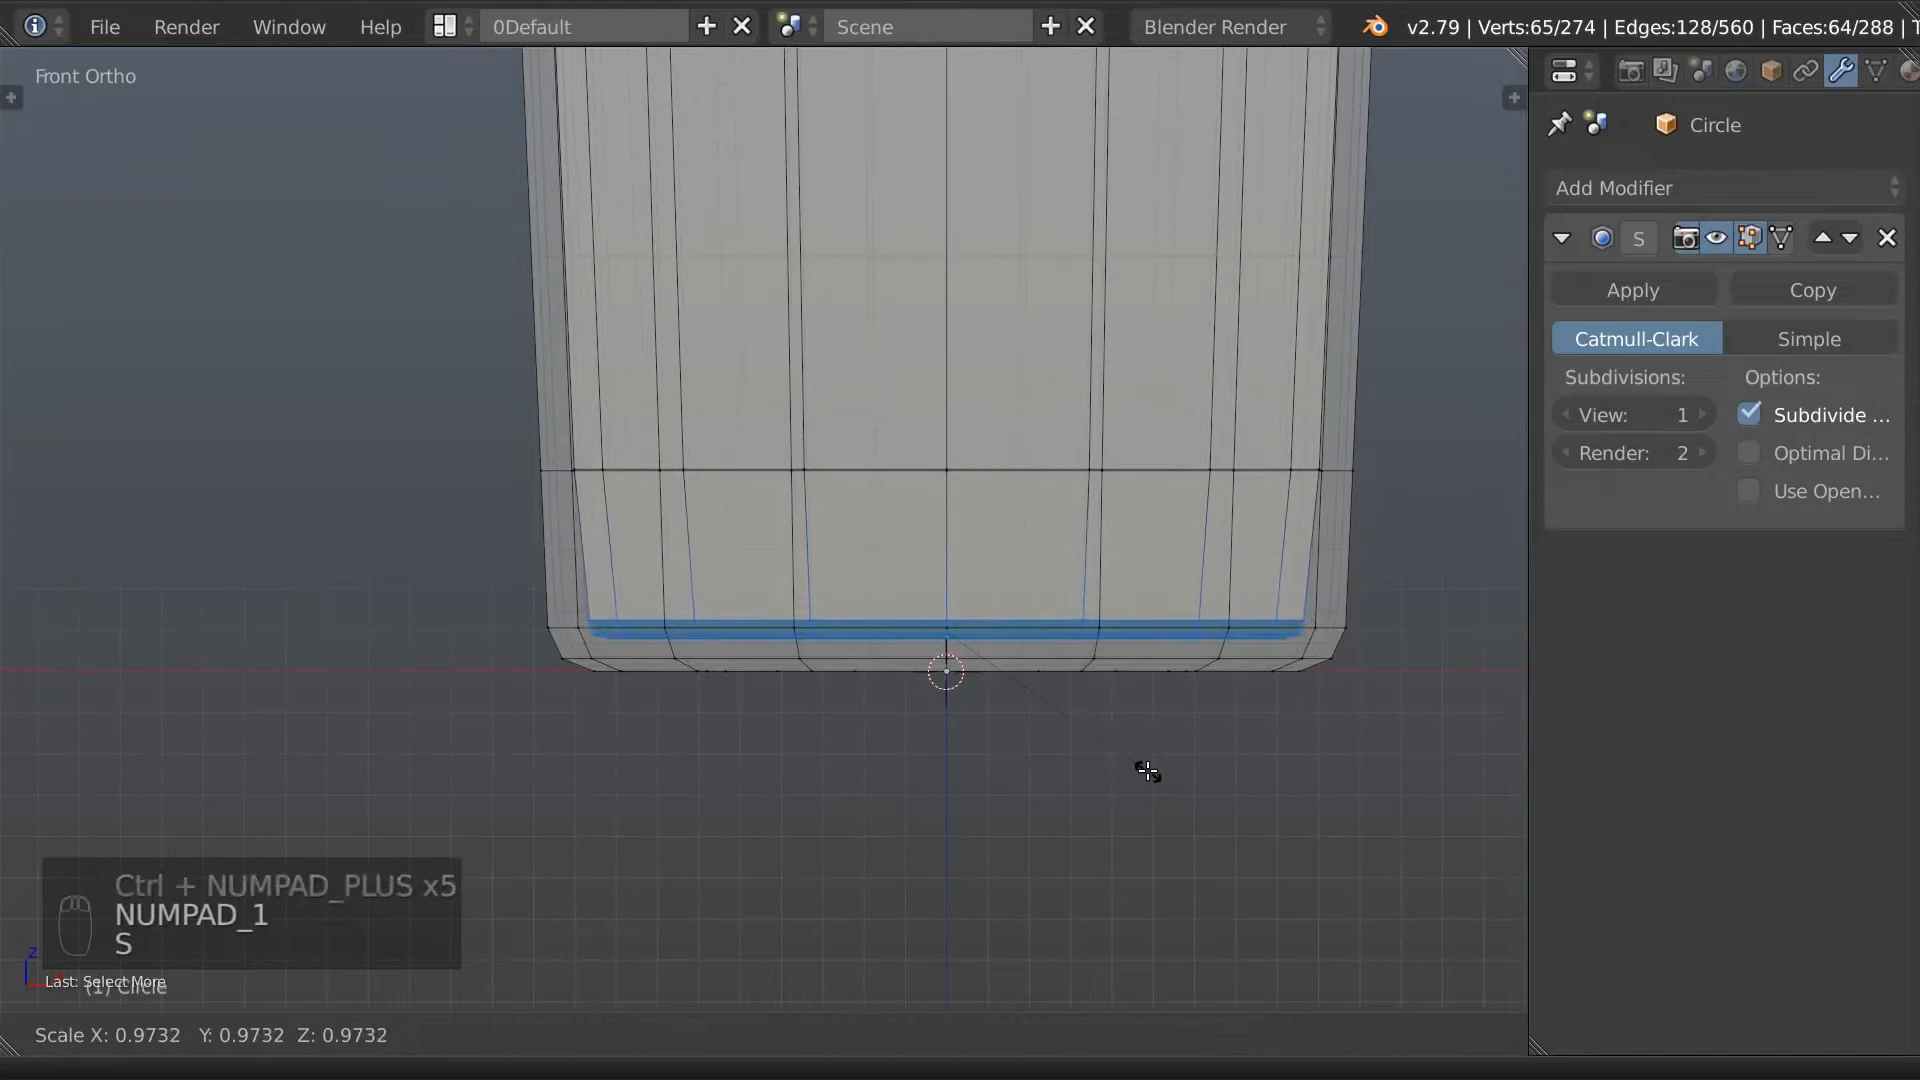 File Render Window Help 0Default Scene Blender Render v2.79 | Verts:65/274 | Edges:128/560 | Faces:64/288 | T
Front Ortho
Circle
Add Modifier
S
Apply Copy
Catmull-Clark Simple
Subdivisions: Options:
View: 1 Subdivide ...
Render: 2 Optimal Di...
Use Open...
Ctrl + NUMPAD_PLUS x5
NUMPAD_1
S
z
Last: Select More
(1) Circle
Scale X: 0.9732 Y: 0.9732 Z: 0.9732